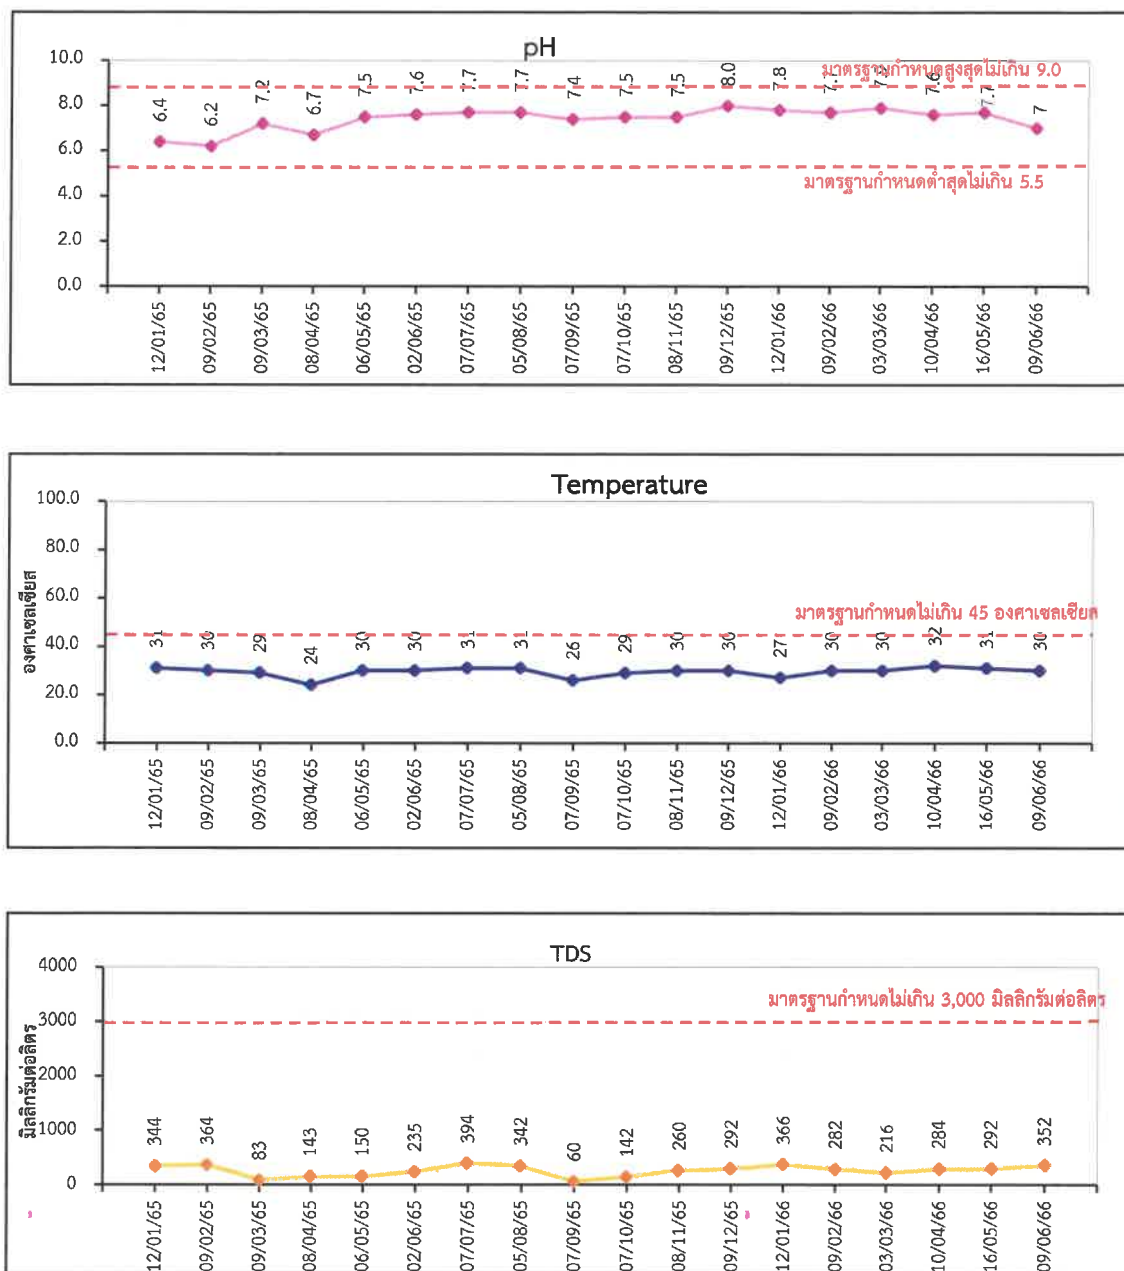 pH
10.0
8.0
6.0
4.0
2.0
0.0
6.4 6.2 7.2 6.7 7.5 7.6 7.7 7.7 7.4 7.5 7.5 8.0 7.8 7.6 7.7 7
มาตรฐานกำหนดสูงสุดไม่เกิน 9.0
มาตรฐานกำหนดต่ำสุดไม่เกิน 5.5
12/01/65 09/02/65 09/03/65 08/04/65 06/05/65 02/06/65 07/07/65 05/08/65 07/09/65 07/10/65 08/11/65 09/12/65 12/01/66 09/02/66 03/03/66 10/04/66 16/05/66 09/06/66
Temperature
องศาเซลเซียส
100.0
80.0
60.0
40.0
20.0
0.0
มาตรฐานกำหนดไม่เกิน 45 องศาเซลเซียส
31 30 29 24 30 30 31 31 26 29 30 30 27 30 30 32 31 30
12/01/65 09/02/65 09/03/65 08/04/65 06/05/65 02/06/65 07/07/65 05/08/65 07/09/65 07/10/65 08/11/65 09/12/65 12/01/66 09/02/66 03/03/66 10/04/66 16/05/66 09/06/66
TDS
มิลลิกรัมต่อลิตร
4000
3000
2000
1000
0
มาตรฐานกำหนดไม่เกิน 3,000 มิลลิกรัมต่อลิตร
344 364 83 143 150 235 394 342 60 142 260 292 366 282 216 284 292 352
12/01/65 09/02/65 09/03/65 08/04/65 06/05/65 02/06/65 07/07/65 05/08/65 07/09/65 07/10/65 08/11/65 09/12/65 12/01/66 09/02/66 03/03/66 10/04/66 16/05/66 09/06/66